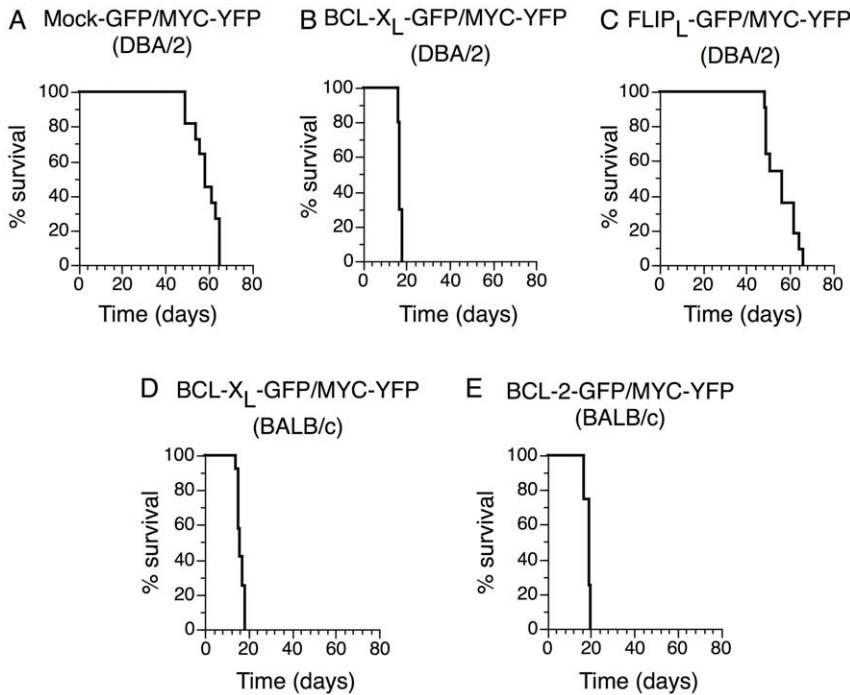 A Mock-GFP/MYC-YFP
(DBA/2)
B BCL-XL-GFP/MYC-YFP
(DBA/2)
C FLIPL-GFP/MYC-YFP
(DBA/2)
% survival
100
80
60
40
20
0
0 20 40 60 80
Time (days)
% survival
100
80
60
40
20
0
0 20 40 60 80
Time (days)
% survival
100
80
60
40
20
0
0 20 40 60 80
Time (days)
D BCL-XL-GFP/MYC-YFP
(BALB/c)
E BCL-2-GFP/MYC-YFP
(BALB/c)
% survival
100
80
60
40
20
0
0 20 40 60 80
Time (days)
% survival
100
80
60
40
20
0
0 20 40 60 80
Time (days)